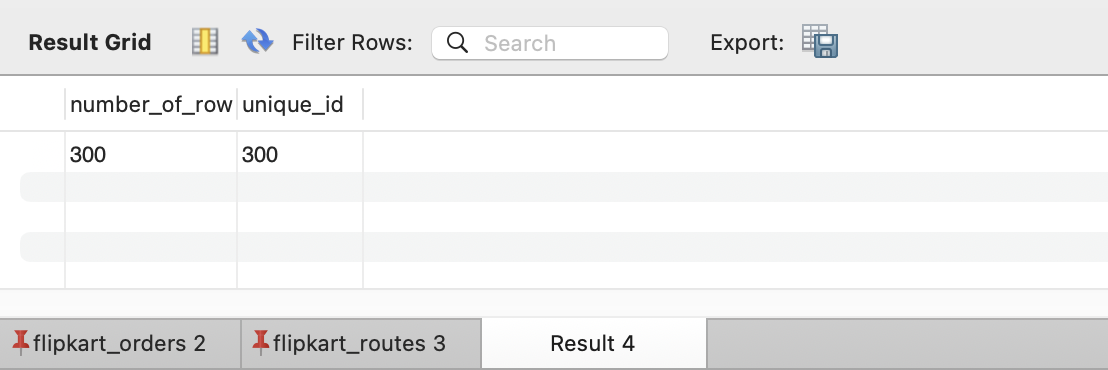 Result Grid Filter Rows: Search Export:
number_of_row unique_id
300 300
flipkart_orders 2 flipkart_routes 3 Result 4